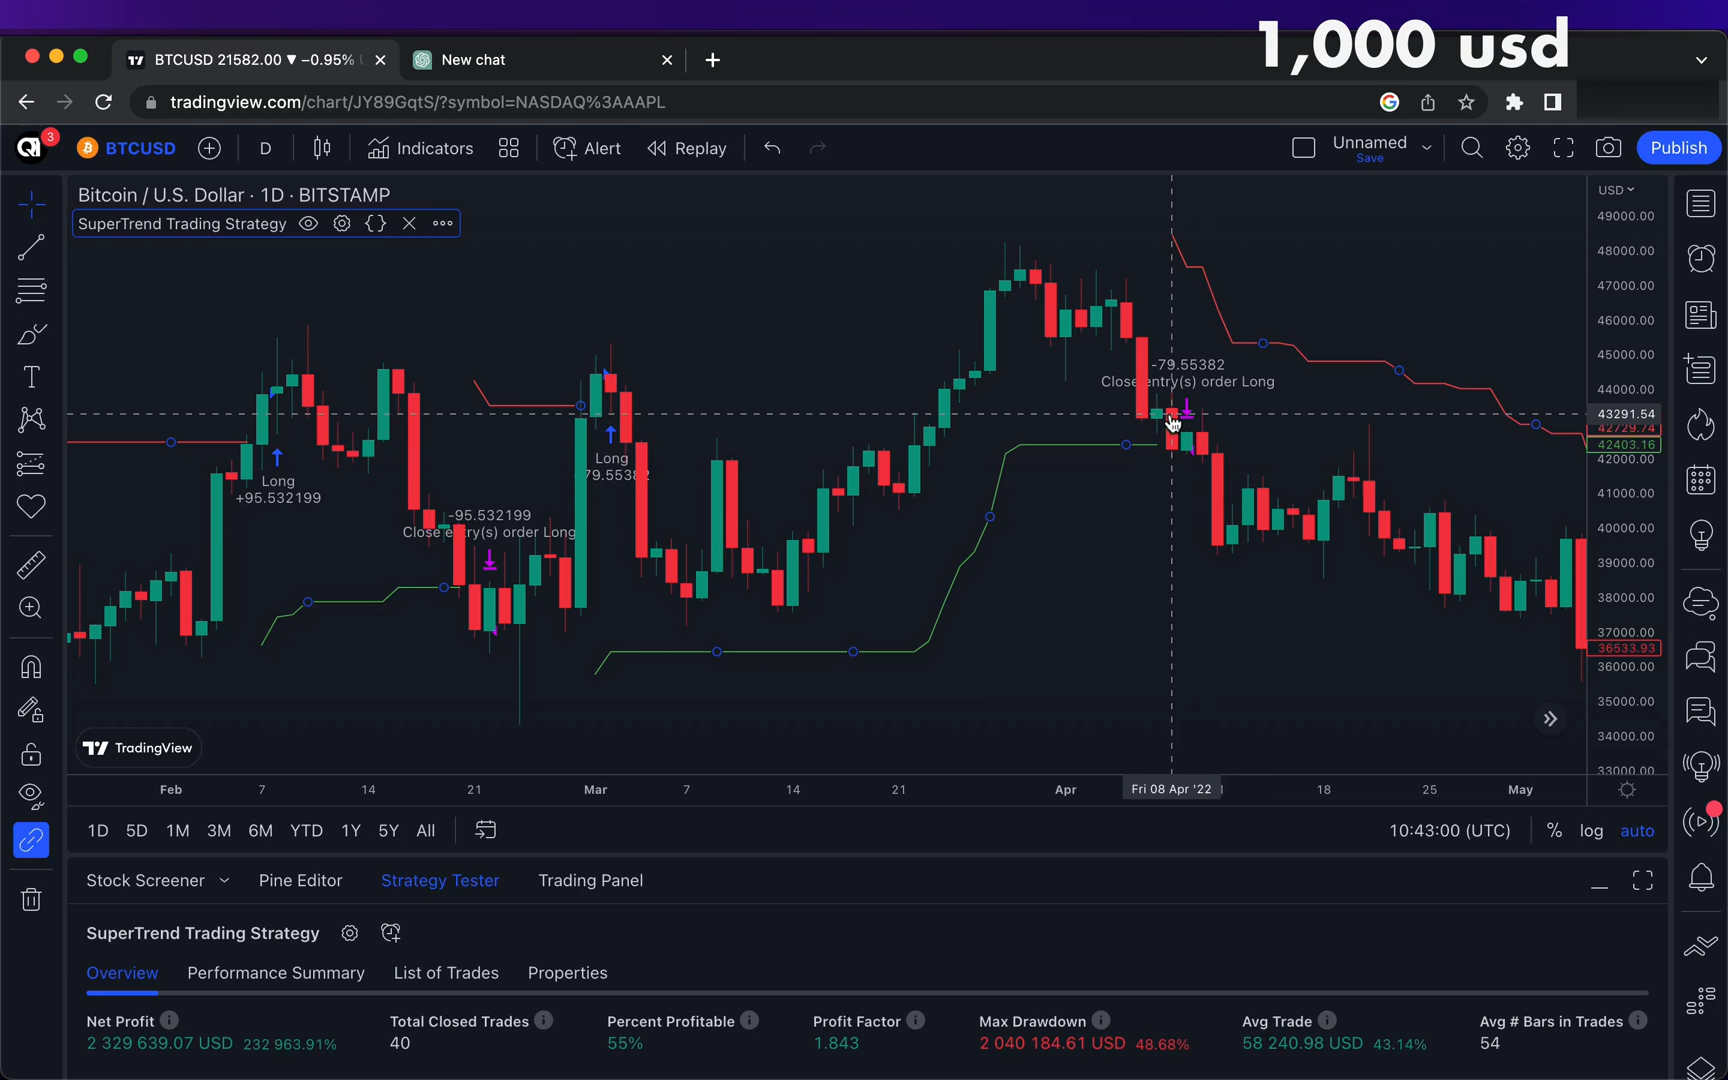 1,000 usd
BTCUSD 21582.00 ▼ −0.95%
New chat
tradingview.com/chart/JY89GqtS/?symbol=NASDAQ%3AAAPL
3
BTCUSD
D
Indicators
Alert
Replay
Unnamed
Save
Publish
Bitcoin / U.S. Dollar · 1D · BITSTAMP
SuperTrend Trading Strategy
USD
49000.00
48000.00
47000.00
46000.00
45000.00
44000.00
43291.54
42729.74
42403.16
42000.00
41000.00
40000.00
39000.00
38000.00
37000.00
36533.93
36000.00
35000.00
34000.00
33000.00
-79.55382
Close entry(s) order Long
Long
+95.532199
Long
79.55382
-95.532199
Close entry(s) order Long
TradingView
Feb
7
14
21
Mar
7
14
21
Apr
Fri 08 Apr '22
18
25
May
1D
5D
1M
3M
6M
YTD
1Y
5Y
All
10:43:00 (UTC)
%
log
auto
Stock Screener
Pine Editor
Strategy Tester
Trading Panel
SuperTrend Trading Strategy
Overview
Performance Summary
List of Trades
Properties
Net Profit
2 329 639.07 USD 232 963.91%
Total Closed Trades
40
Percent Profitable
55%
Profit Factor
1.843
Max Drawdown
2 040 184.61 USD 48.68%
Avg Trade
58 240.98 USD 43.14%
Avg # Bars in Trades
54